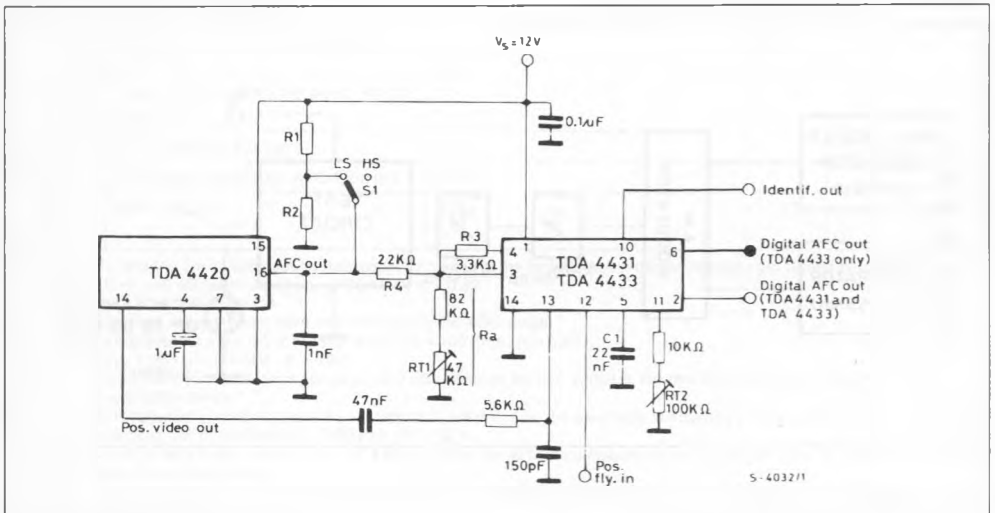 Vs = 12V
0.1µF
R1
LS HS
S1
R2
Identif. out
R3
3,3KΩ
1
10
4
3
6
2
TDA 4431
TDA 4433
14 13 12 5 11
Digital AFC out
(TDA 4433 only)
Digital AFC out
(TDA4431 and
TDA 4433)
15
16
TDA 4420
14 4 7 3
AFC out
22KΩ
R4
1µF
1nF
82
KΩ
Ra
RT1
47
KΩ
C1
22
nF
10KΩ
RT2
100KΩ
47nF
5,6KΩ
Pos. video out
150pF
Pos.
fly. in
S-4032/1